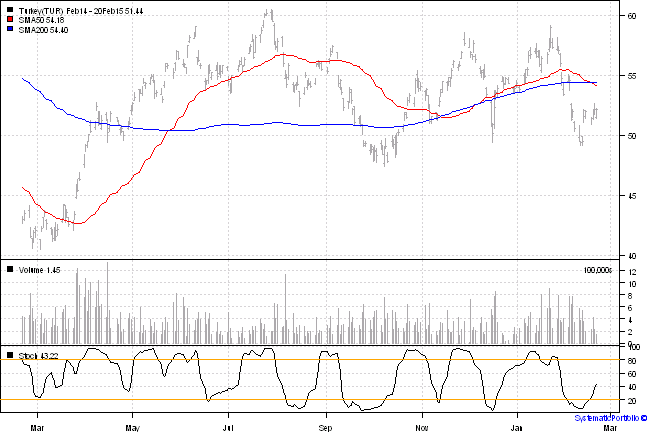 Turkey(TUR) Feb14 - 20Feb15 51.44
SMA50 54.18
SMA200 54.40
60
55
50
45
40
Volume 1.45
100,000s
12
10
8
6
4
2
0
Stoch 43.22
100
80
60
40
20
Mar
May
Jul
Sep
Nov
Jan
Mar
SystematicPortfolio ©